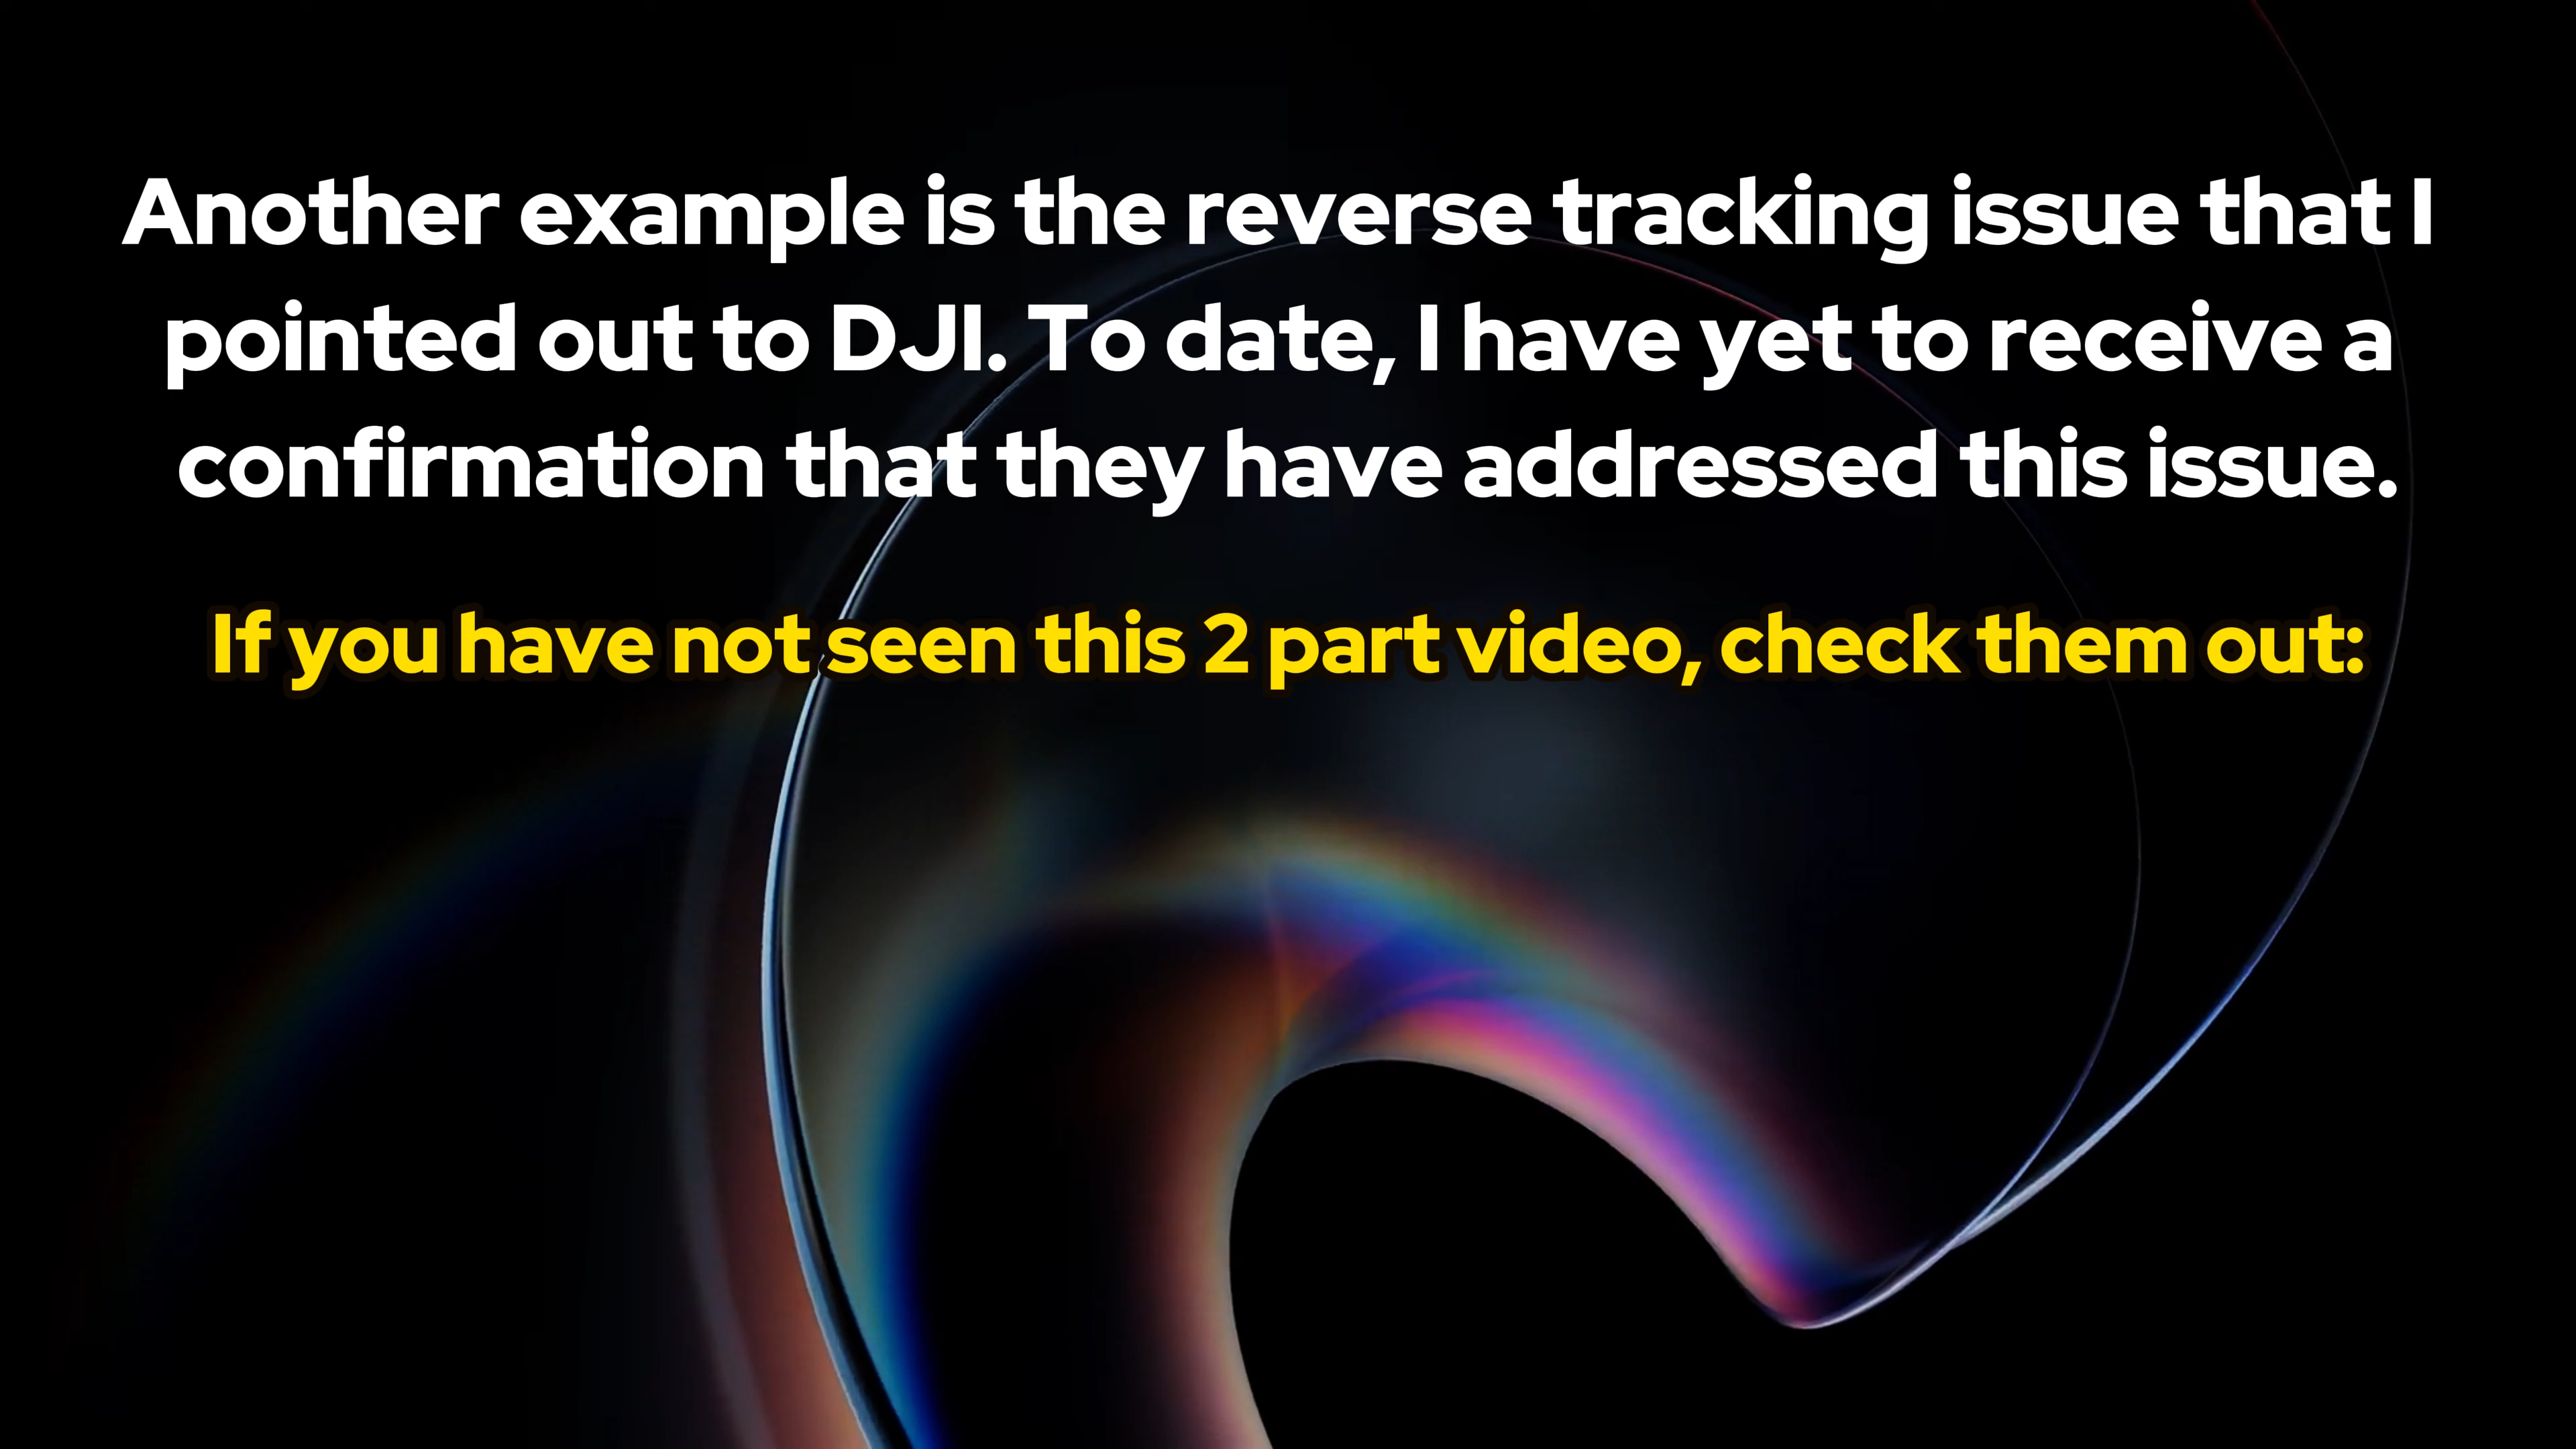 Another example is the reverse tracking issue that I
pointed out to DJI. To date, I have yet to receive a
confirmation that they have addressed this issue.
If you have not seen this 2 part video, check them out: